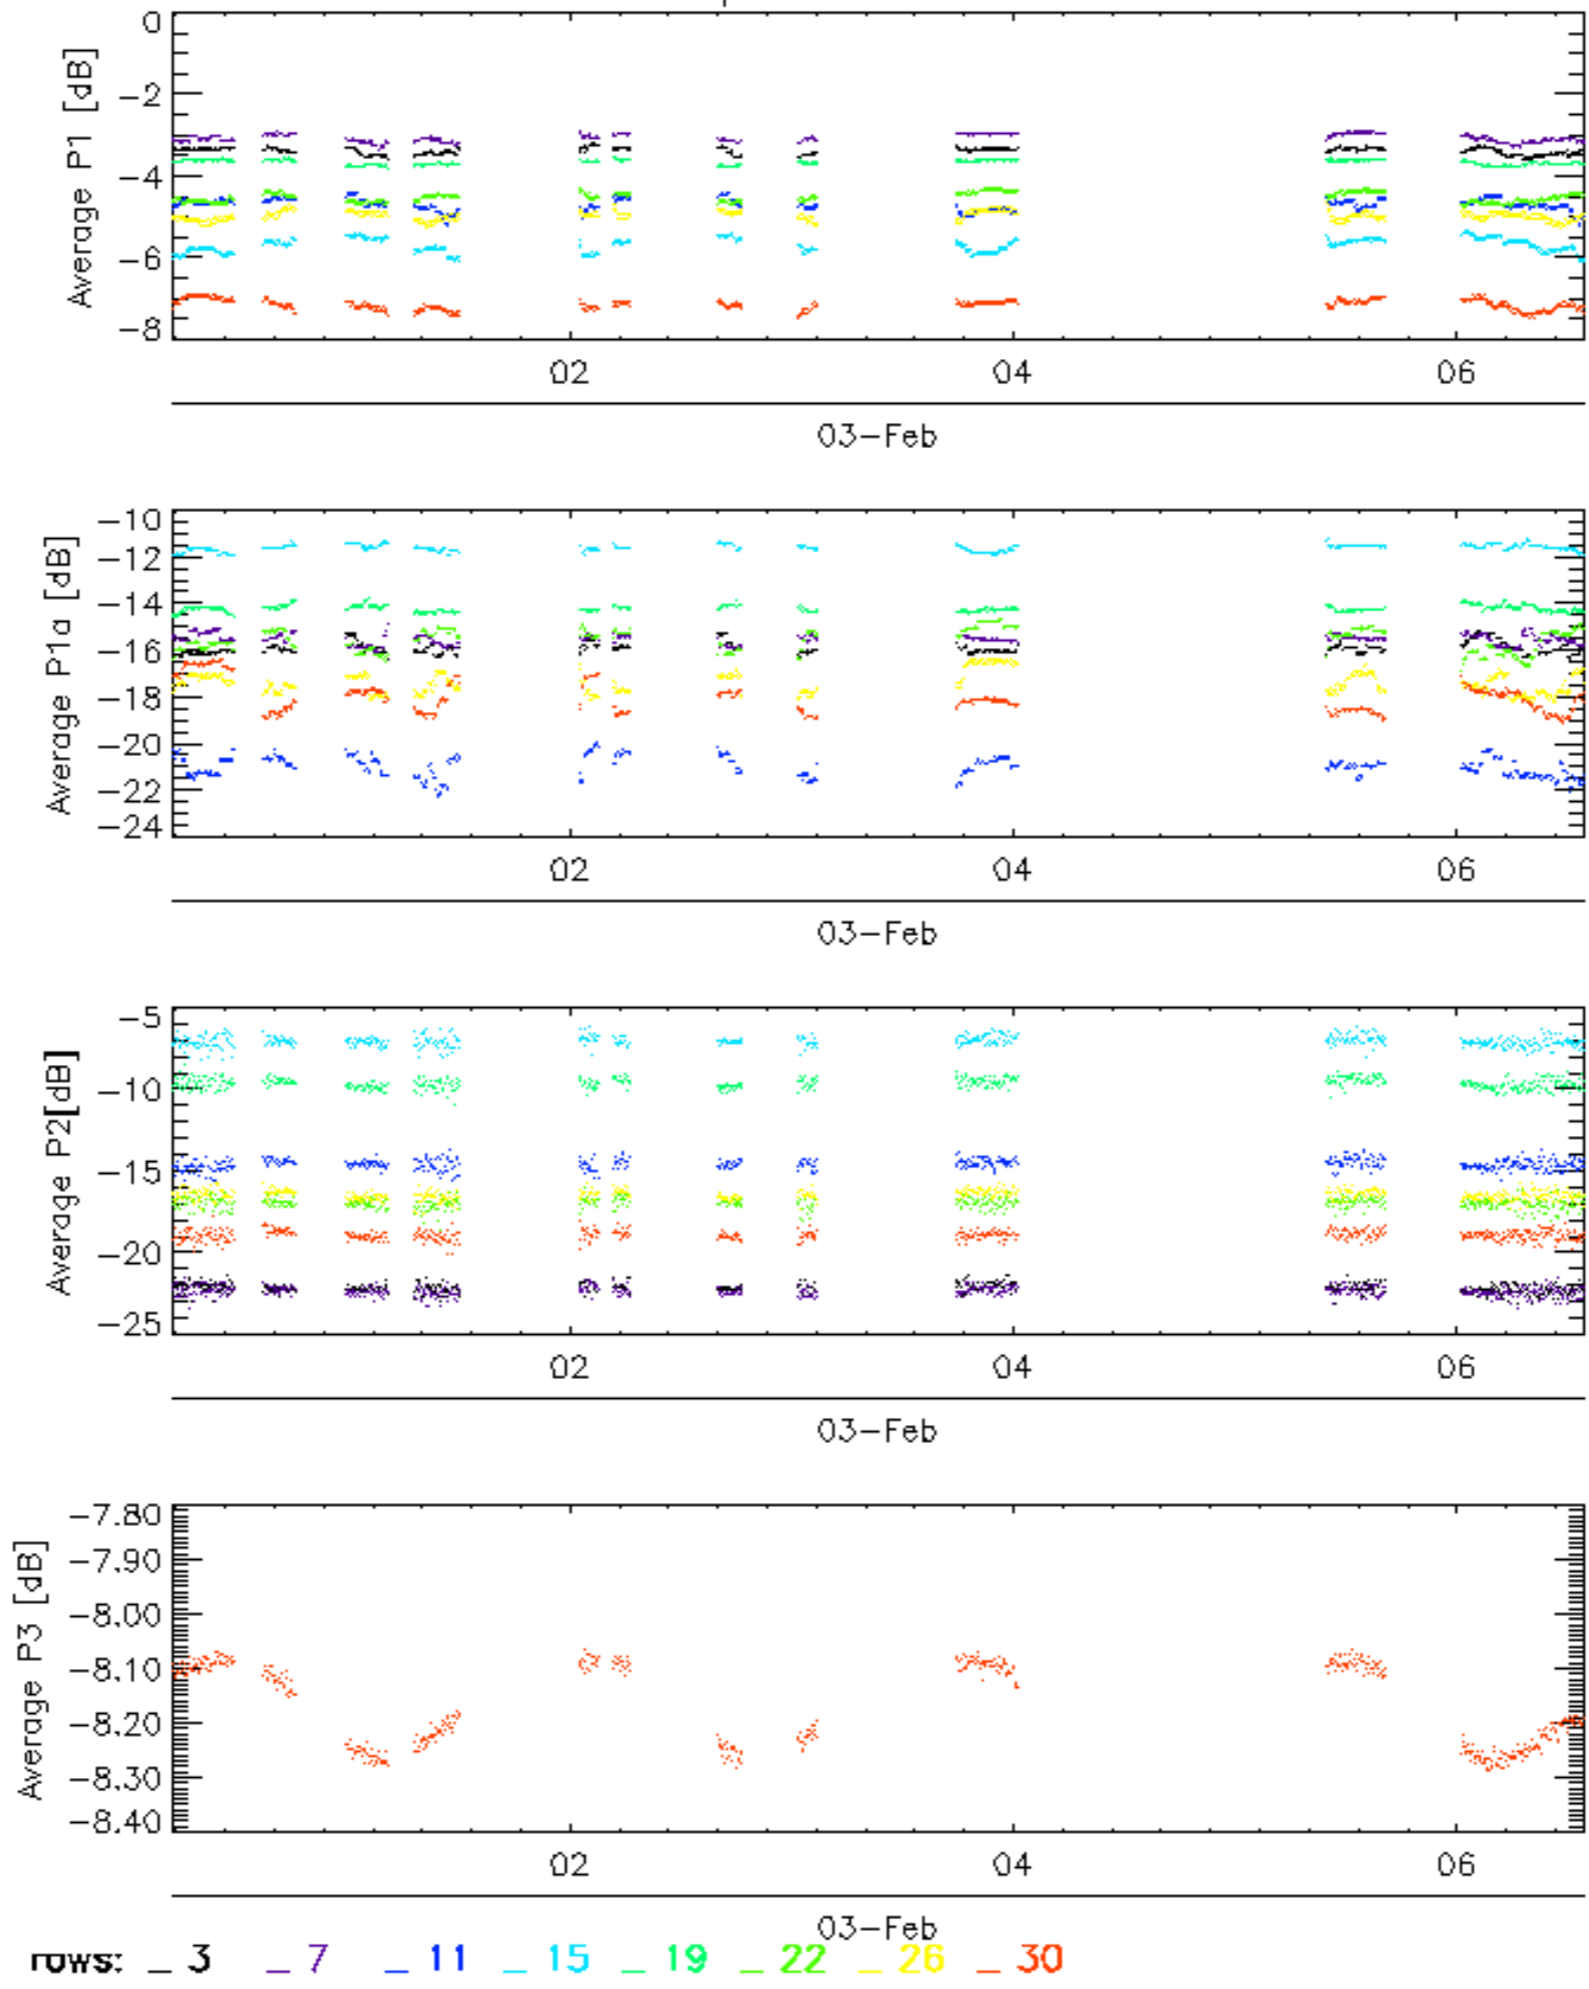 Average P1 [dB]
0
−2
−4
−6
−8
02 04 06
03-Feb
Average P1a [dB]
−10
−12
−14
−16
−18
−20
−22
−24
02 04 06
03-Feb
Average P2[dB]
−5
−10
−15
−20
−25
02 04 06
03-Feb
Average P3 [dB]
−7.80
−7.90
−8.00
−8.10
−8.20
−8.30
−8.40
02 04 06
03-Feb
rows: _ 3 _ 7 _ 11 _ 15 _ 19 _ 22 _ 26 _ 30